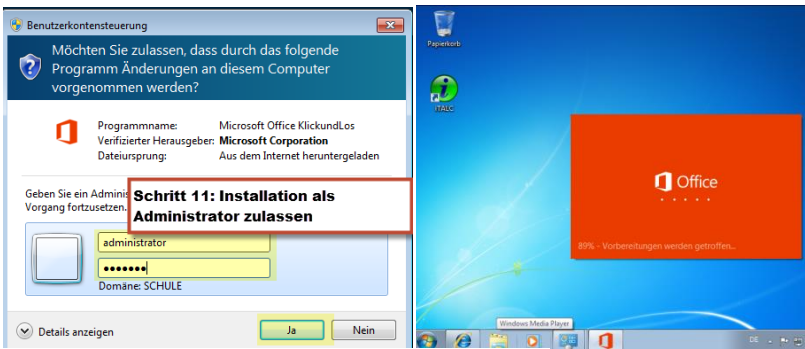 Benutzerkontensteuerung
Möchten Sie zulassen, dass durch das folgende
Programm Änderungen an diesem Computer
vorgenommen werden?
Programmname: Microsoft Office KlickundLos
Verifizierter Herausgeber: Microsoft Corporation
Dateiursprung: Aus dem Internet heruntergeladen
Geben Sie ein
Vorgang fortzusetzen.
Schritt 11: Installation als
Administrator zulassen
administrator
Domäne: SCHULE
Details anzeigen
Ja
Nein
Papierkorb
iTALC
Office
89% - Vorbereitungen werden getroffen...
Windows Media Player
DE